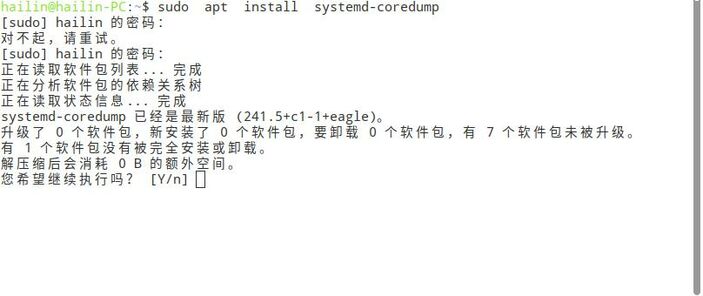 hailin@hailin-PC:~$ sudo apt install systemd-coredump
[sudo] hailin 的密码：
对不起，请重试。
[sudo] hailin 的密码：
正在读取软件包列表... 完成
正在分析软件包的依赖关系树
正在读取状态信息... 完成
systemd-coredump 已经是最新版 (241.5+c1-1+eagle)。
升级了 0 个软件包，新安装了 0 个软件包，要卸载 0 个软件包，有 7 个软件包未被升级。
有 1 个软件包没有被完全安装或卸载。
解压缩后会消耗 0 B 的额外空间。
您希望继续执行吗？ [Y/n]